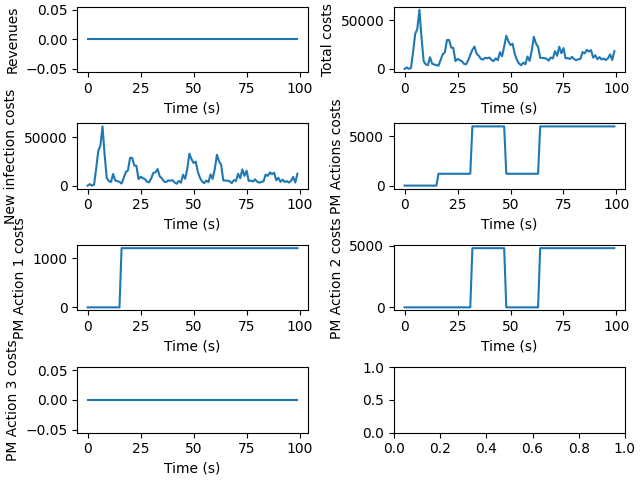 Revenues
0.05
0.00
−0.05
0 25 50 75 100
Time (s)
Total costs
50000
0
0 25 50 75 100
Time (s)
New infection costs
50000
0
0 25 50 75 100
Time (s)
PM Actions costs
5000
0
0 25 50 75 100
Time (s)
PM Action 1 costs
1000
0
0 25 50 75 100
Time (s)
PM Action 2 costs
5000
0
0 25 50 75 100
Time (s)
PM Action 3 costs
0.05
0.00
−0.05
0 25 50 75 100
Time (s)
1.0
0.5
0.0
0.0 0.2 0.4 0.6 0.8 1.0